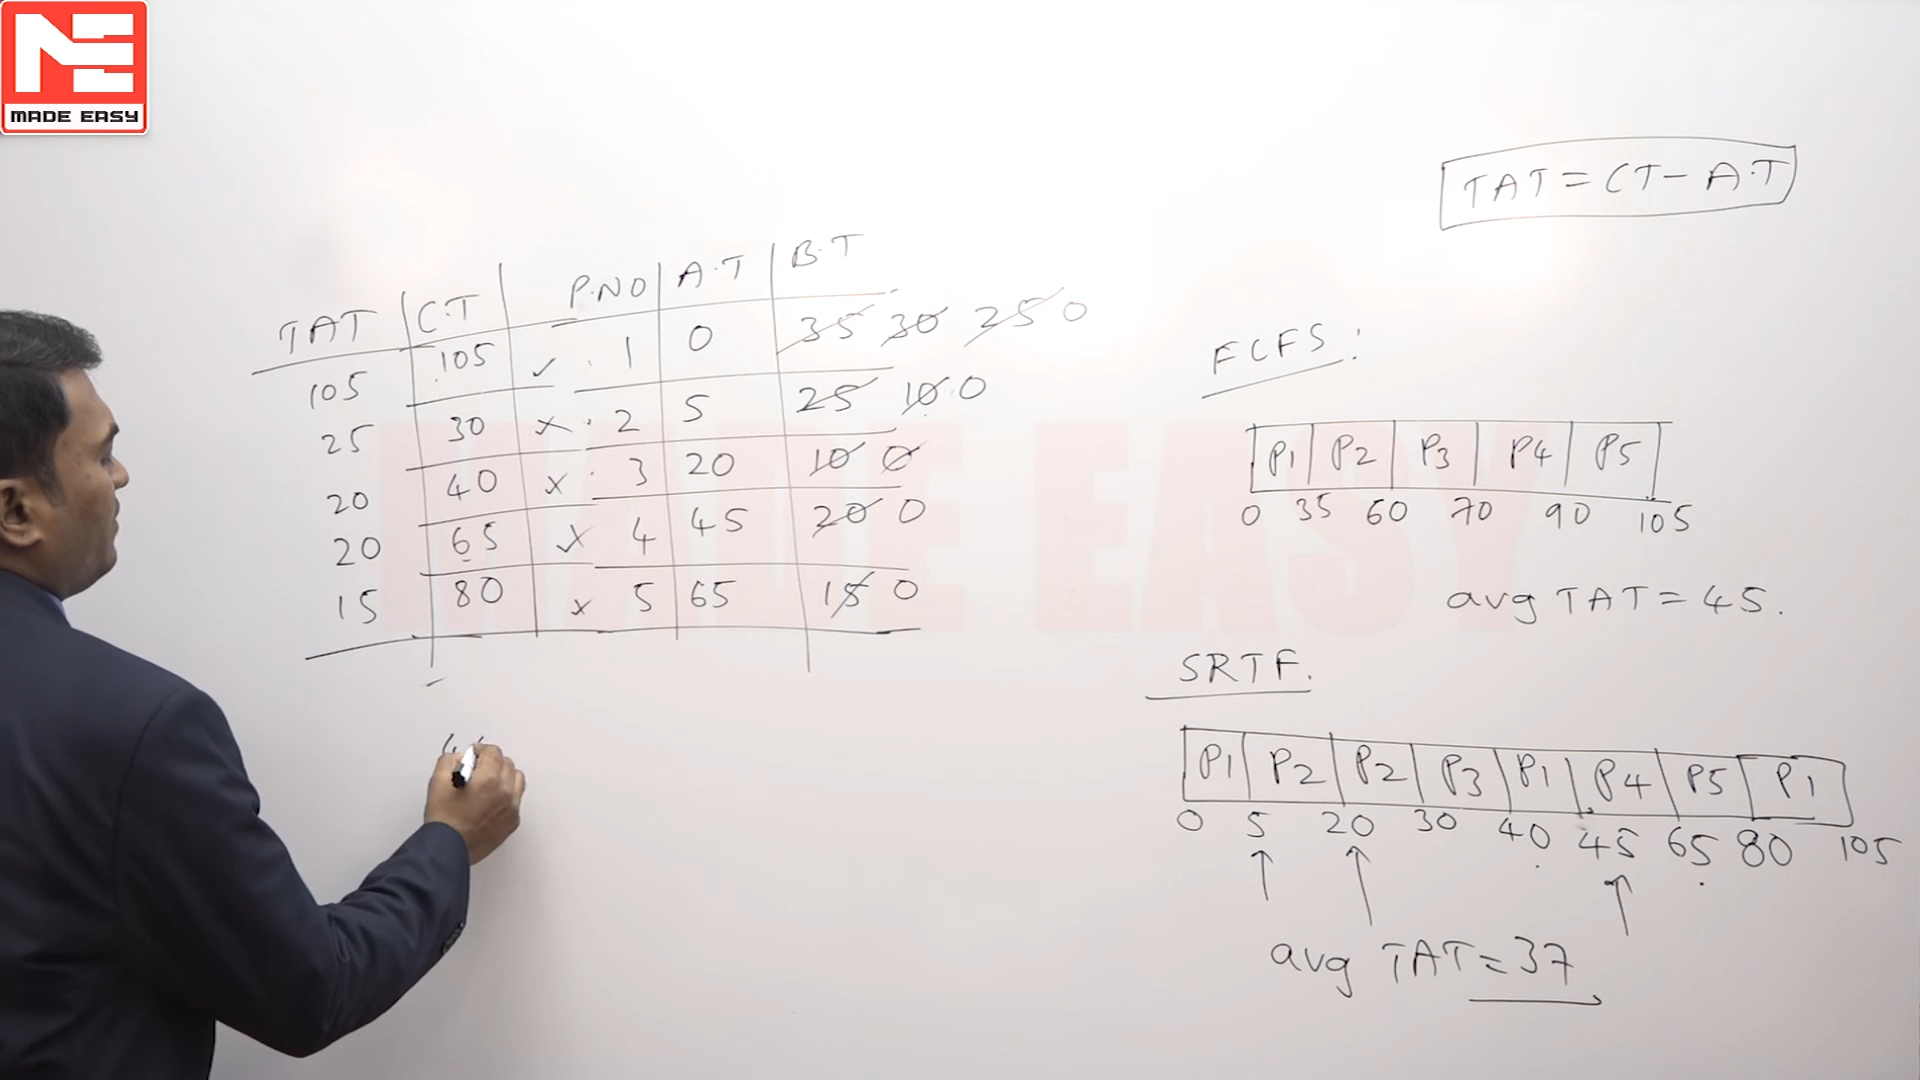 MADE EASY
TAT = CT - A.T
TAT C.T P.NO A.T B.T
105 105 ✓ 1 0 35 30 25 0
25 30 × 2 5 25 10 0
20 40 × 3 20 10 0
20 65 × 4 45 20 0
15 80 × 5 65 15 0
FCFS:
P1 P2 P3 P4 P5
0 35 60 70 90 105
avg TAT = 45.
SRTF.
P1 P2 P2 P3 P1 P4 P5 P1
0 5 20 30 40 45 65 80 105
avg TAT = 37
MADE EASY